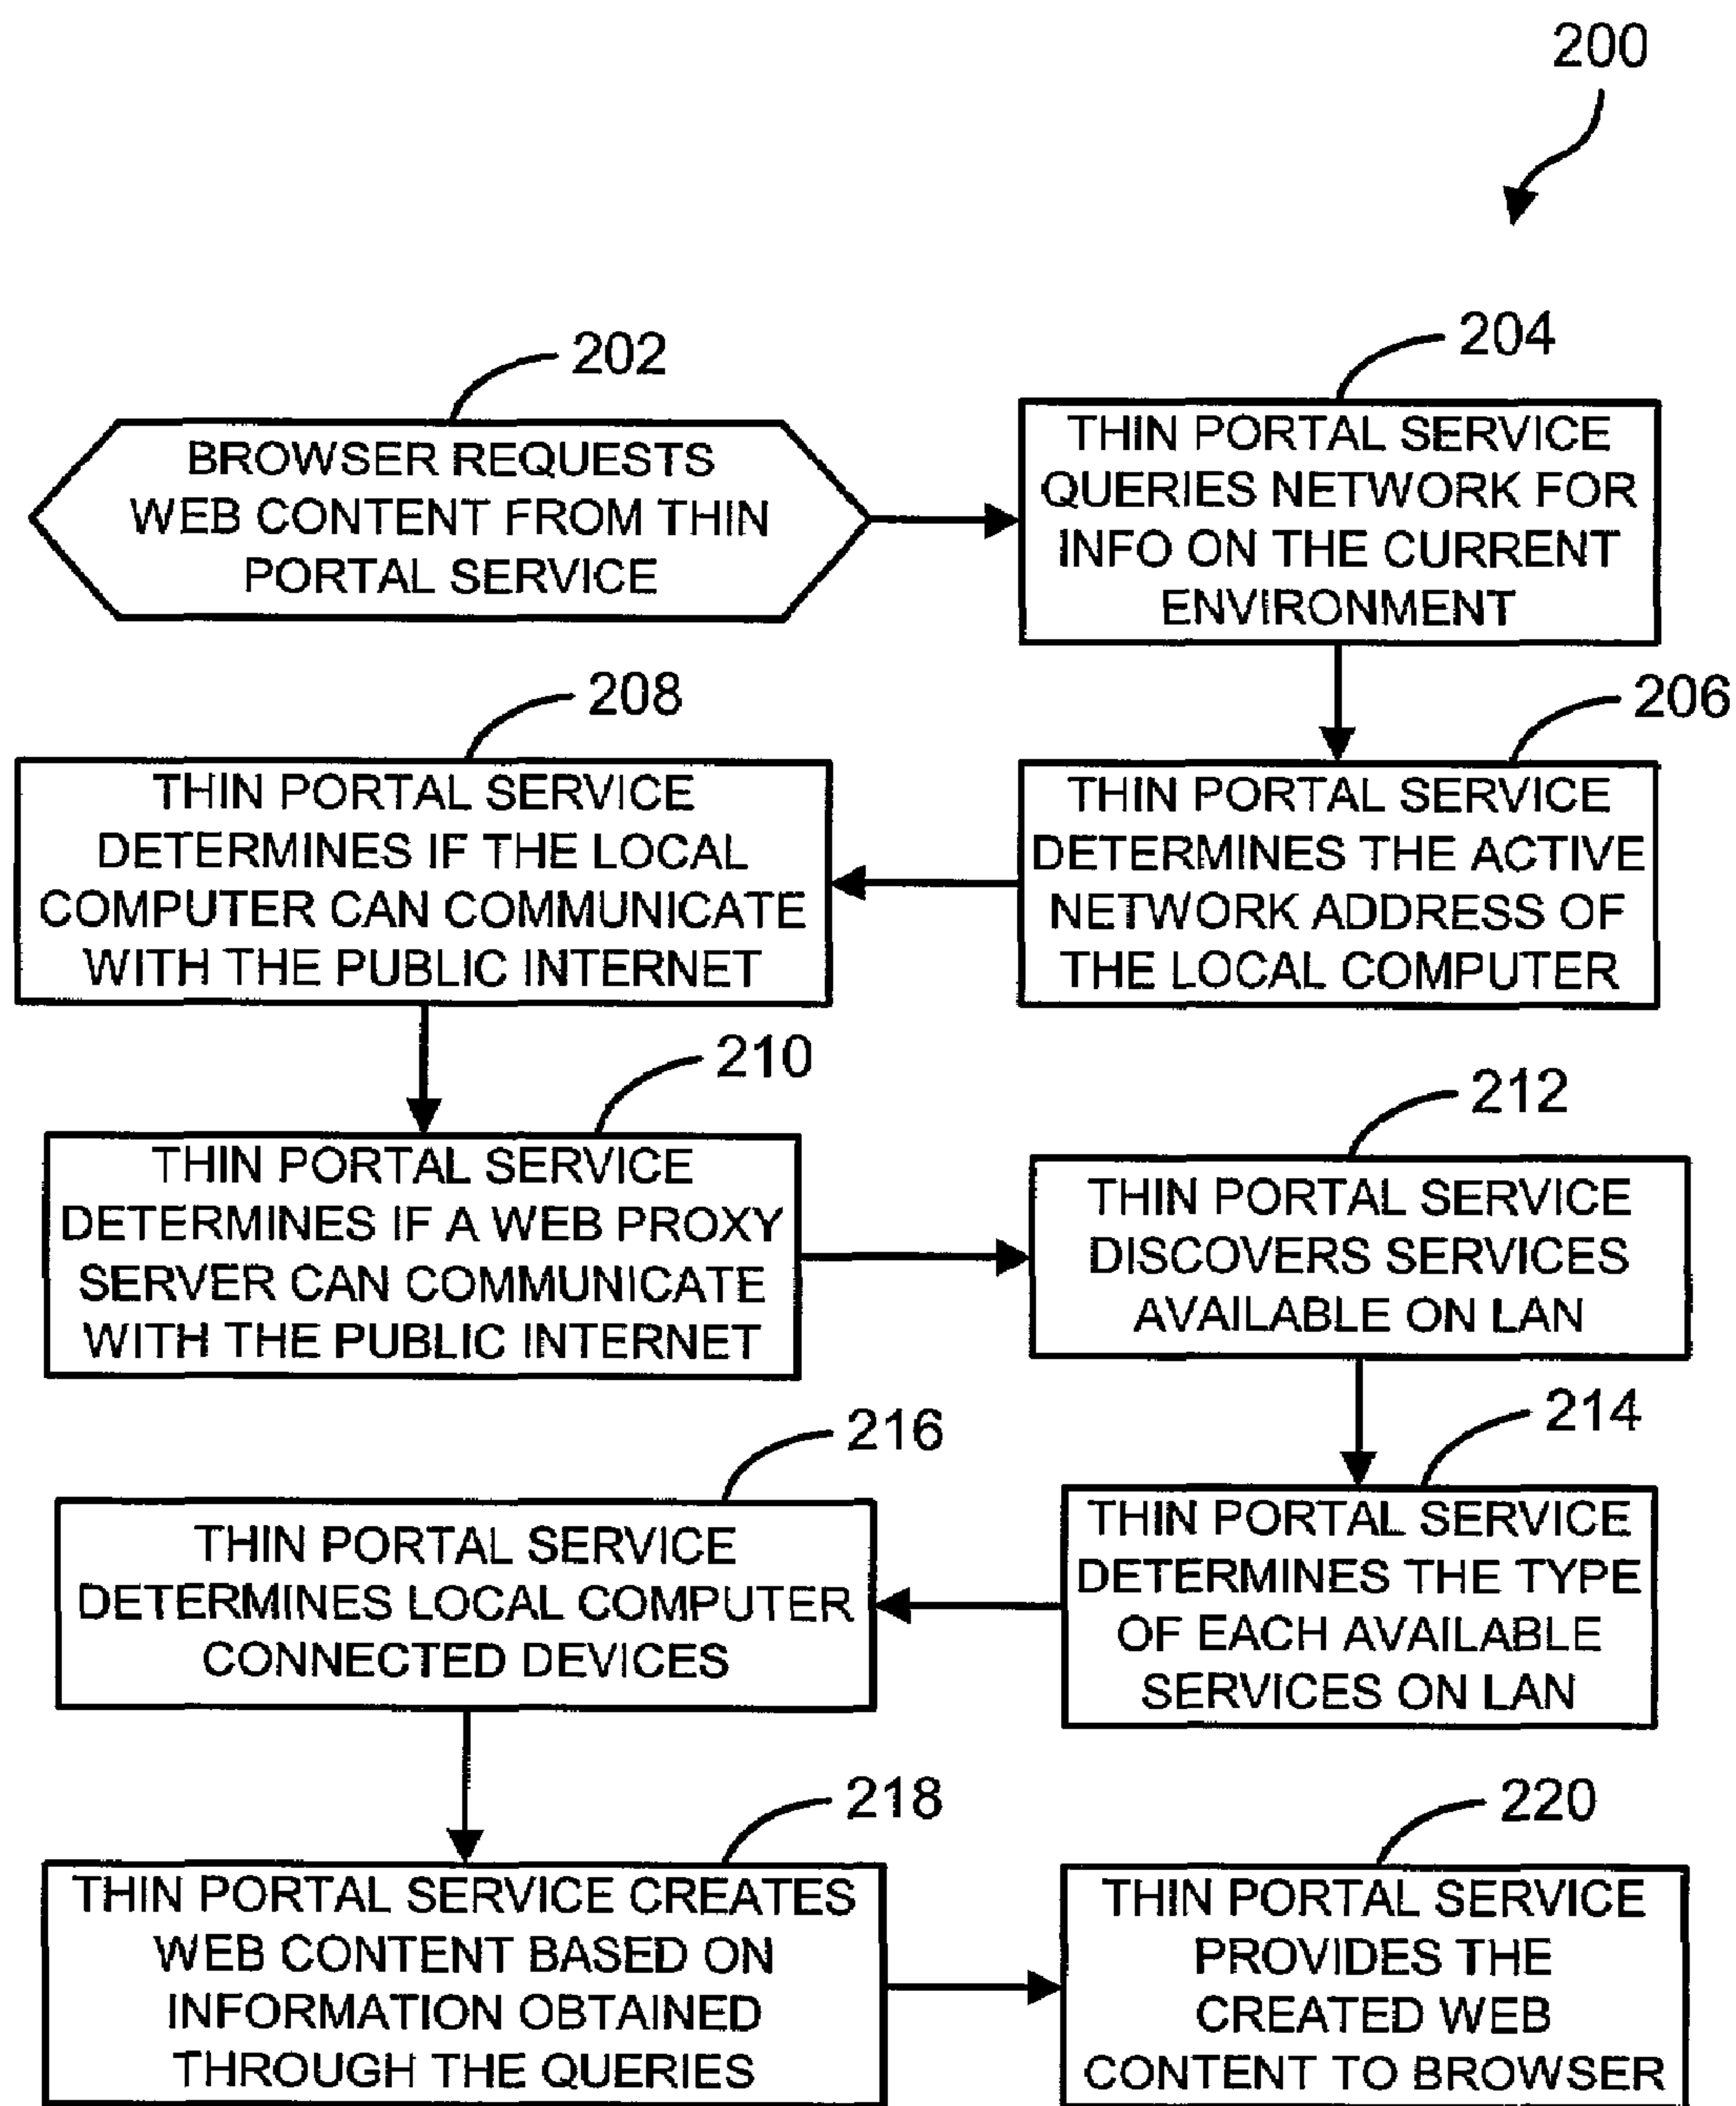 200
202
BROWSER REQUESTS
WEB CONTENT FROM THIN
PORTAL SERVICE
204
THIN PORTAL SERVICE
QUERIES NETWORK FOR
INFO ON THE CURRENT
ENVIRONMENT
206
THIN PORTAL SERVICE
DETERMINES THE ACTIVE
NETWORK ADDRESS OF
THE LOCAL COMPUTER
208
THIN PORTAL SERVICE
DETERMINES IF THE LOCAL
COMPUTER CAN COMMUNICATE
WITH THE PUBLIC INTERNET
210
THIN PORTAL SERVICE
DETERMINES IF A WEB PROXY
SERVER CAN COMMUNICATE
WITH THE PUBLIC INTERNET
212
THIN PORTAL SERVICE
DISCOVERS SERVICES
AVAILABLE ON LAN
214
THIN PORTAL SERVICE
DETERMINES THE TYPE
OF EACH AVAILABLE
SERVICES ON LAN
216
THIN PORTAL SERVICE
DETERMINES LOCAL COMPUTER
CONNECTED DEVICES
218
THIN PORTAL SERVICE CREATES
WEB CONTENT BASED ON
INFORMATION OBTAINED
THROUGH THE QUERIES
220
THIN PORTAL SERVICE
PROVIDES THE
CREATED WEB
CONTENT TO BROWSER